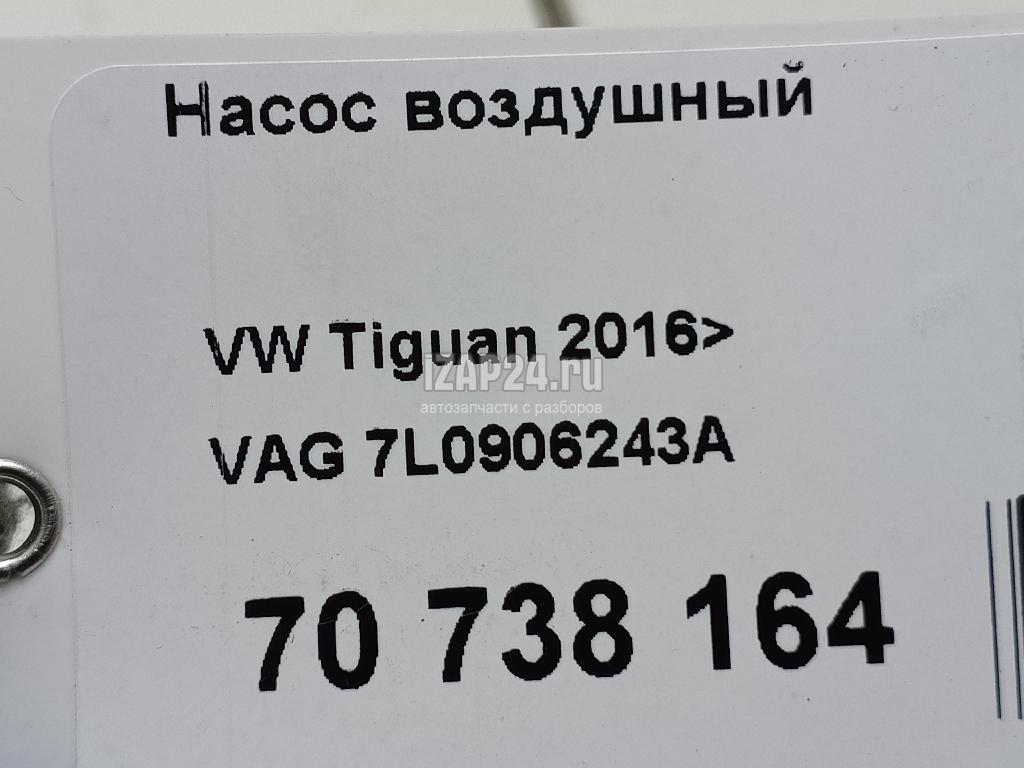 Насос воздушный
VW Tiguan 2016>
iZAP24.ru
автозапчасти с разборов
VAG 7L0906243A
70 738 164